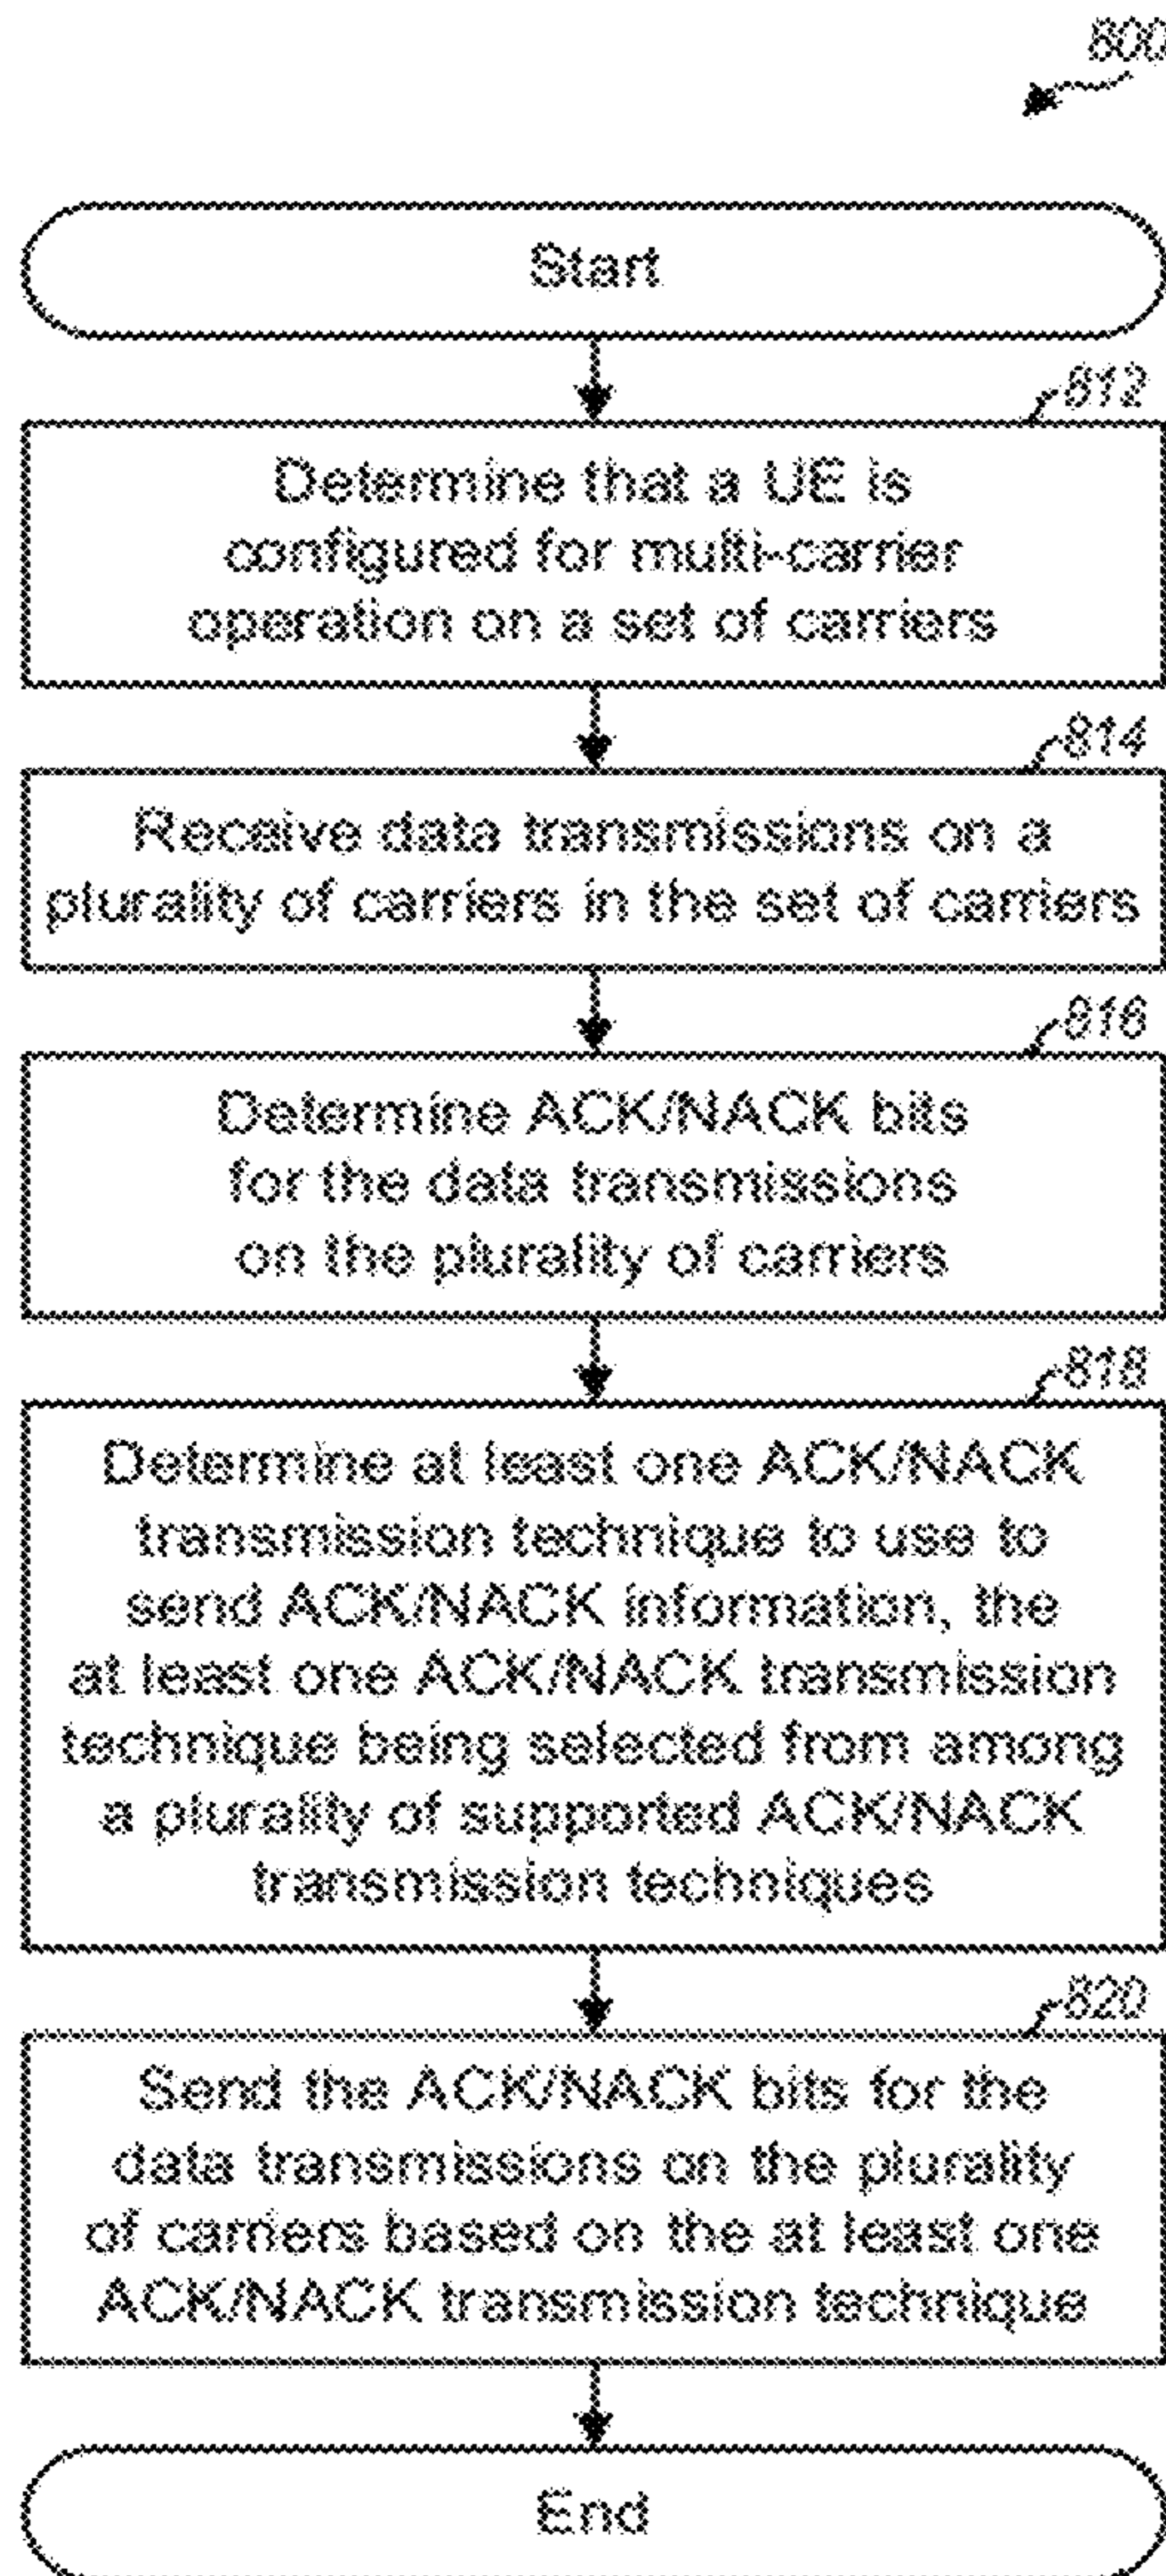 800
Start
812
Determine that a UE is
configured for multi-carrier
operation on a set of carriers
814
Receive data transmissions on a
plurality of carriers in the set of carriers
816
Determine ACK/NACK bits
for the data transmissions
on the plurality of carriers
818
Determine at least one ACK/NACK
transmission technique to use to
send ACK/NACK information, the
at least one ACK/NACK transmission
technique being selected from among
a plurality of supported ACK/NACK
transmission techniques
820
Send the ACK/NACK bits for the
data transmissions on the plurality
of carriers based on the at least one
ACK/NACK transmission technique
End